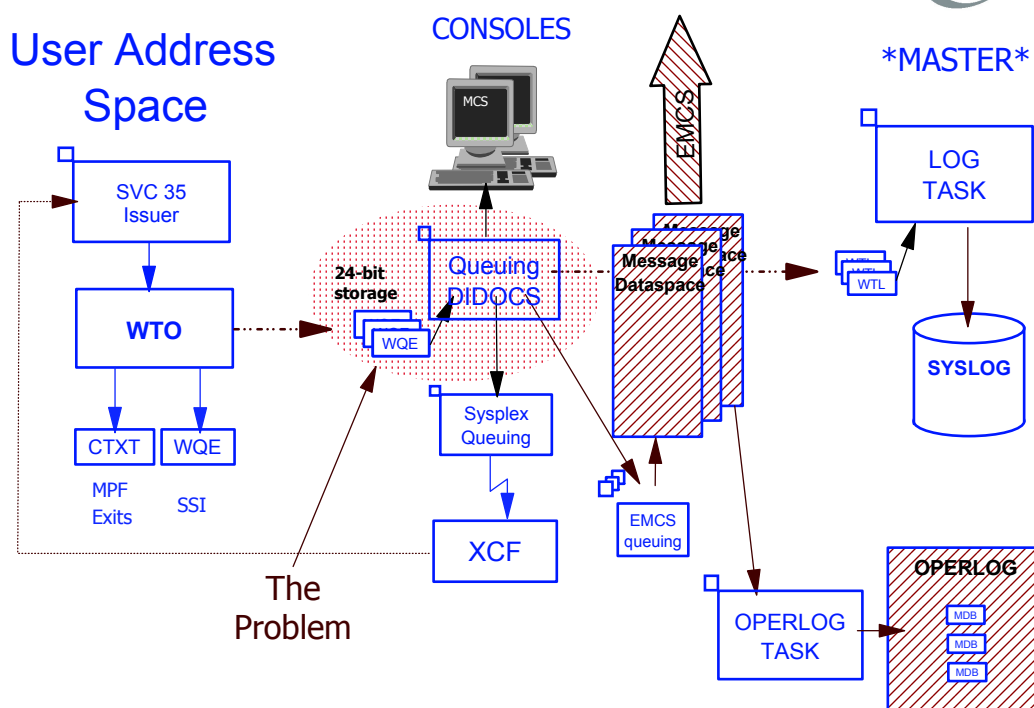 User Address
Space
CONSOLES
*MASTER*
MCS
EMCS
SVC 35
Issuer
LOG
TASK
24-bit
storage
Queuing
DIDOCS
Message
Dataspace
WTL
WQE
WTO
SYSLOG
Sysplex
Queuing
CTXT
WQE
MPF
Exits
SSI
EMCS
queuing
XCF
The
Problem
OPERLOG
TASK
OPERLOG
MDB
MDB
MDB